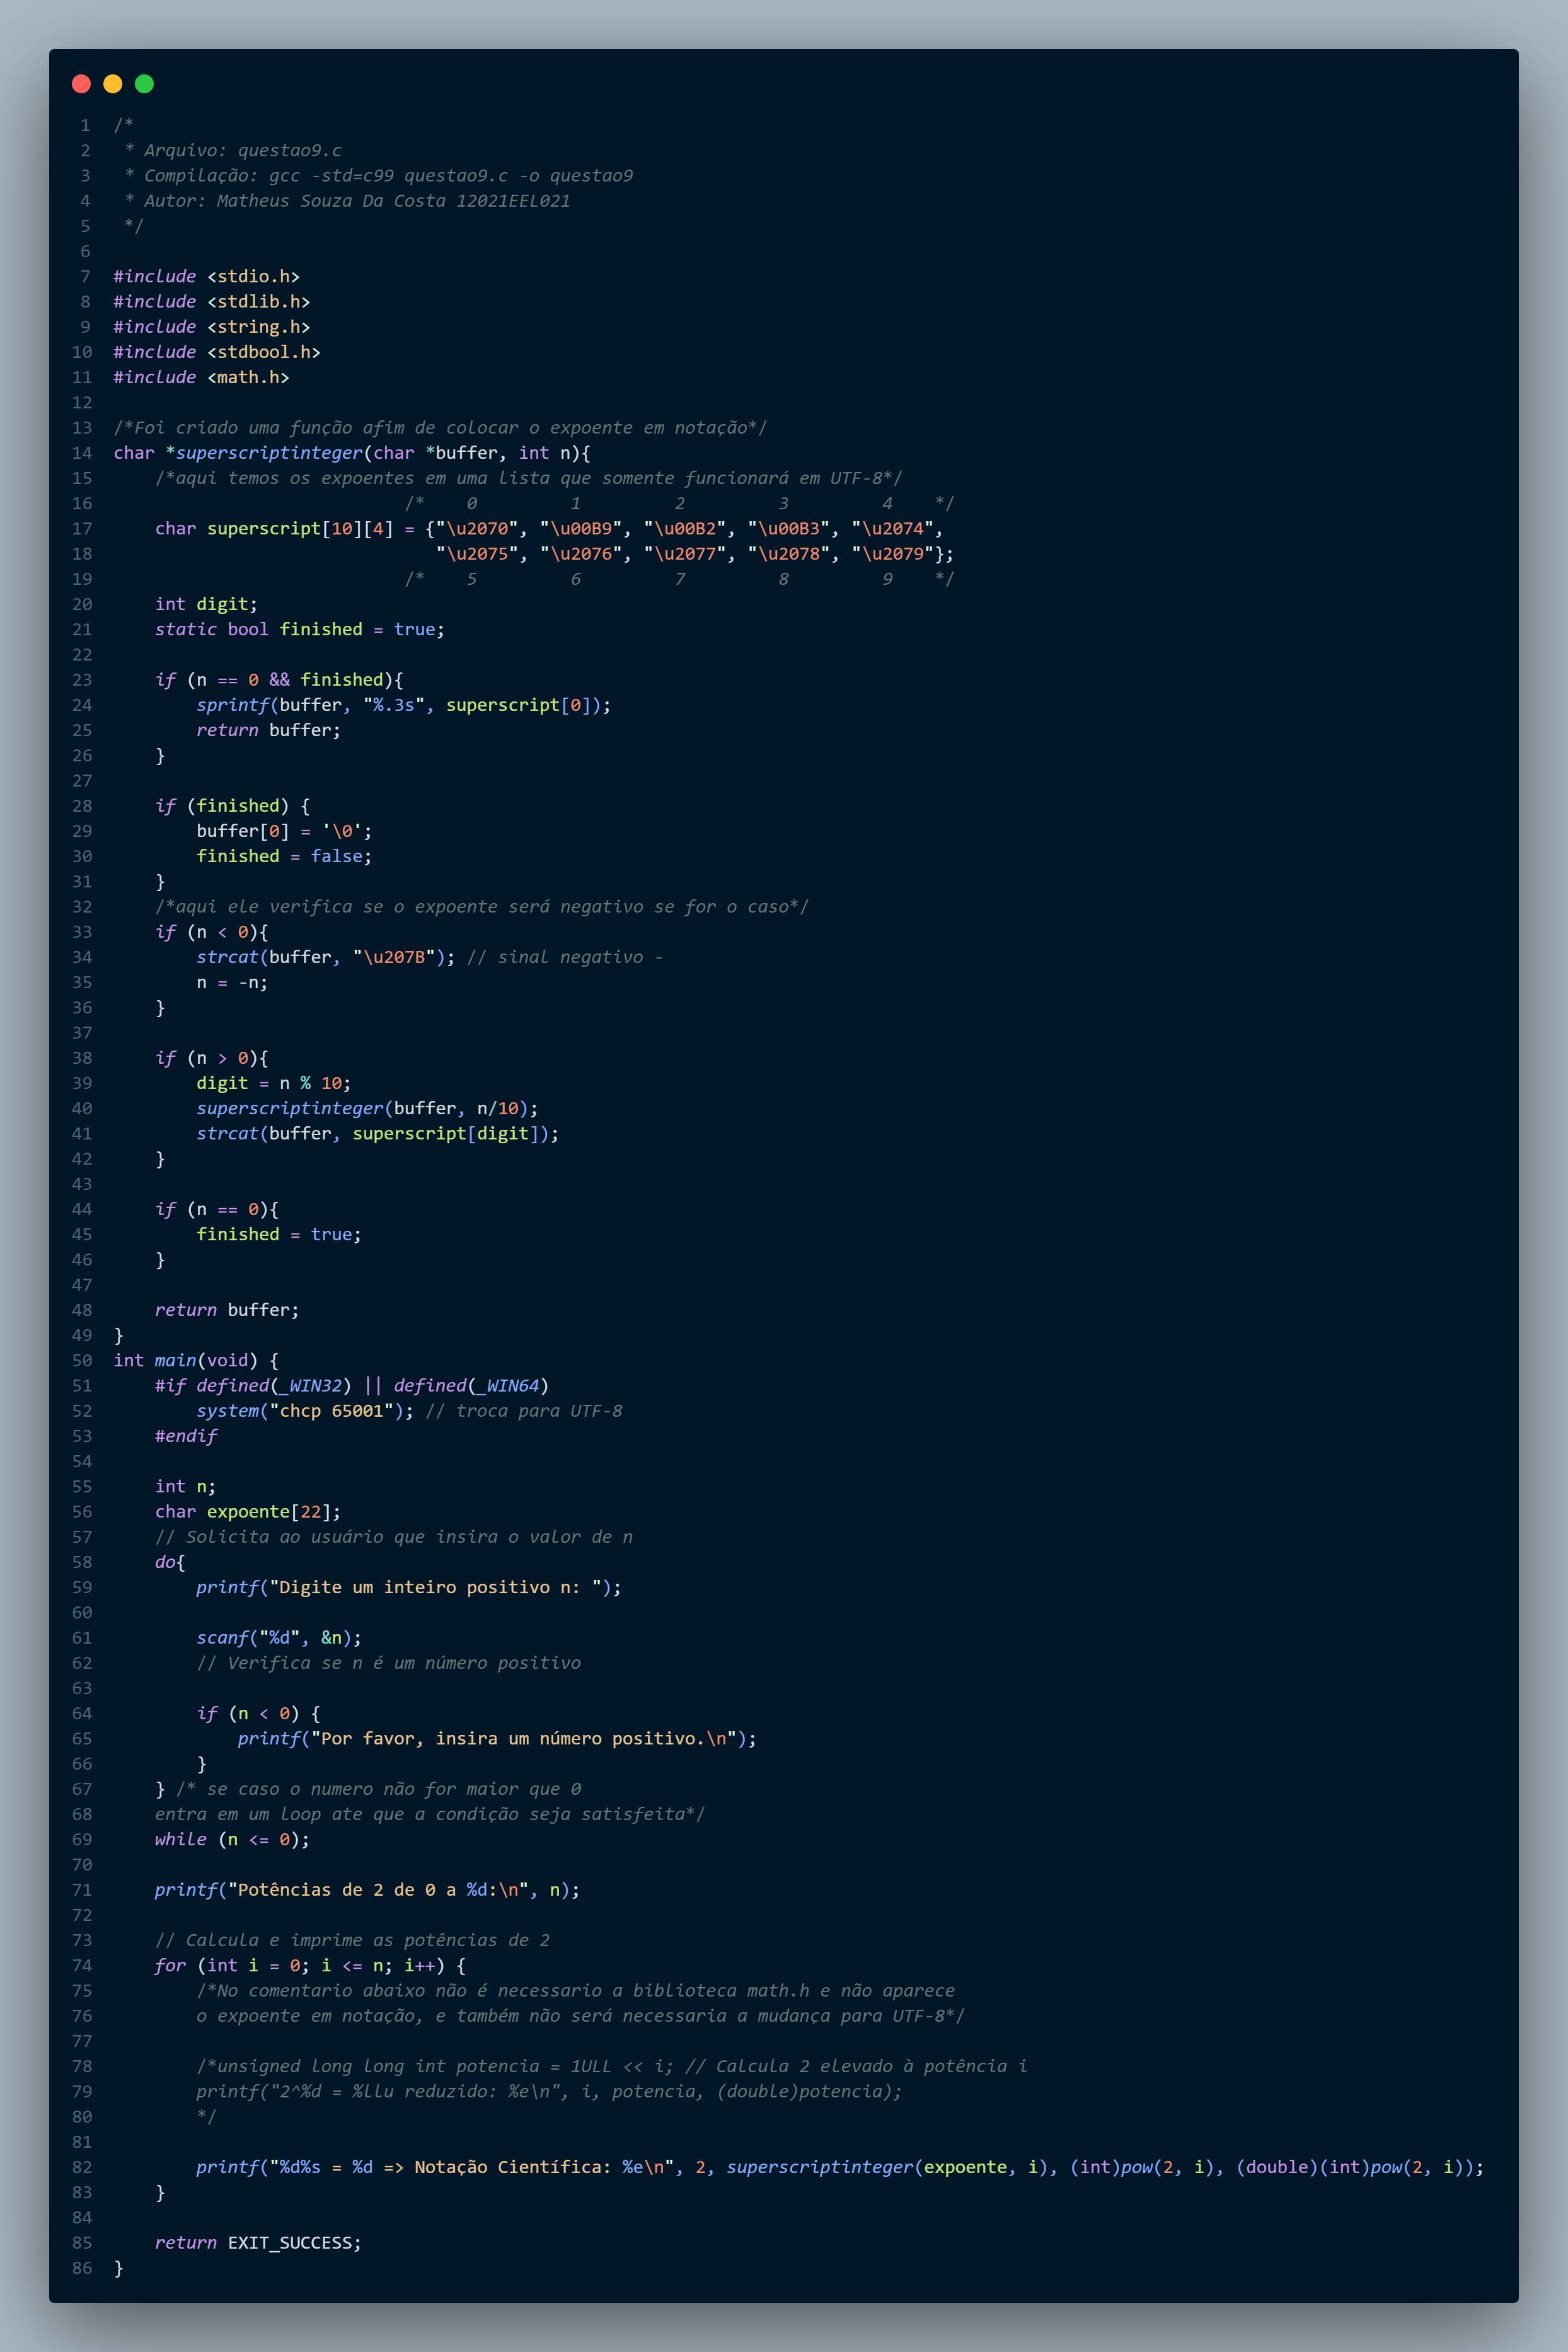 1 /*
2  * Arquivo: questao9.c
3  * Compilação: gcc -std=c99 questao9.c -o questao9
4  * Autor: Matheus Souza Da Costa 12021EEL021
5  */
6
7 #include <stdio.h>
8 #include <stdlib.h>
9 #include <string.h>
10 #include <stdbool.h>
11 #include <math.h>
12
13 /*Foi criado uma função afim de colocar o expoente em notação*/
14 char *superscriptinteger(char *buffer, int n){
15     /*aqui temos os expoentes em uma lista que somente funcionará em UTF-8*/
16                             /*    0         1         2         3         4    */
17     char superscript[10][4] = {"\u2070", "\u00B9", "\u00B2", "\u00B3", "\u2074",
18                                "\u2075", "\u2076", "\u2077", "\u2078", "\u2079"};
19                             /*    5         6         7         8         9    */
20     int digit;
21     static bool finished = true;
22
23     if (n == 0 && finished){
24         sprintf(buffer, "%.3s", superscript[0]);
25         return buffer;
26     }
27
28     if (finished) {
29         buffer[0] = '\0';
30         finished = false;
31     }
32     /*aqui ele verifica se o expoente será negativo se for o caso*/
33     if (n < 0){
34         strcat(buffer, "\u207B"); // sinal negativo -
35         n = -n;
36     }
37
38     if (n > 0){
39         digit = n % 10;
40         superscriptinteger(buffer, n/10);
41         strcat(buffer, superscript[digit]);
42     }
43
44     if (n == 0){
45         finished = true;
46     }
47
48     return buffer;
49 }
50 int main(void) {
51     #if defined(_WIN32) || defined(_WIN64)
52         system("chcp 65001"); // troca para UTF-8
53     #endif
54
55     int n;
56     char expoente[22];
57     // Solicita ao usuário que insira o valor de n
58     do{
59         printf("Digite um inteiro positivo n: ");
60
61         scanf("%d", &n);
62         // Verifica se n é um número positivo
63
64         if (n < 0) {
65             printf("Por favor, insira um número positivo.\n");
66         }
67     } /* se caso o numero não for maior que 0
68     entra em um loop ate que a condição seja satisfeita*/
69     while (n <= 0);
70
71     printf("Potências de 2 de 0 a %d:\n", n);
72
73     // Calcula e imprime as potências de 2
74     for (int i = 0; i <= n; i++) {
75         /*No comentario abaixo não é necessario a biblioteca math.h e não aparece
76         o expoente em notação, e também não será necessaria a mudança para UTF-8*/
77
78         /*unsigned long long int potencia = 1ULL << i; // Calcula 2 elevado à potência i
79         printf("2^%d = %llu reduzido: %e\n", i, potencia, (double)potencia);
80         */
81
82         printf("%d%s = %d => Notação Científica: %e\n", 2, superscriptinteger(expoente, i), (int)pow(2, i), (double)(int)pow(2, i));
83     }
84
85     return EXIT_SUCCESS;
86 }